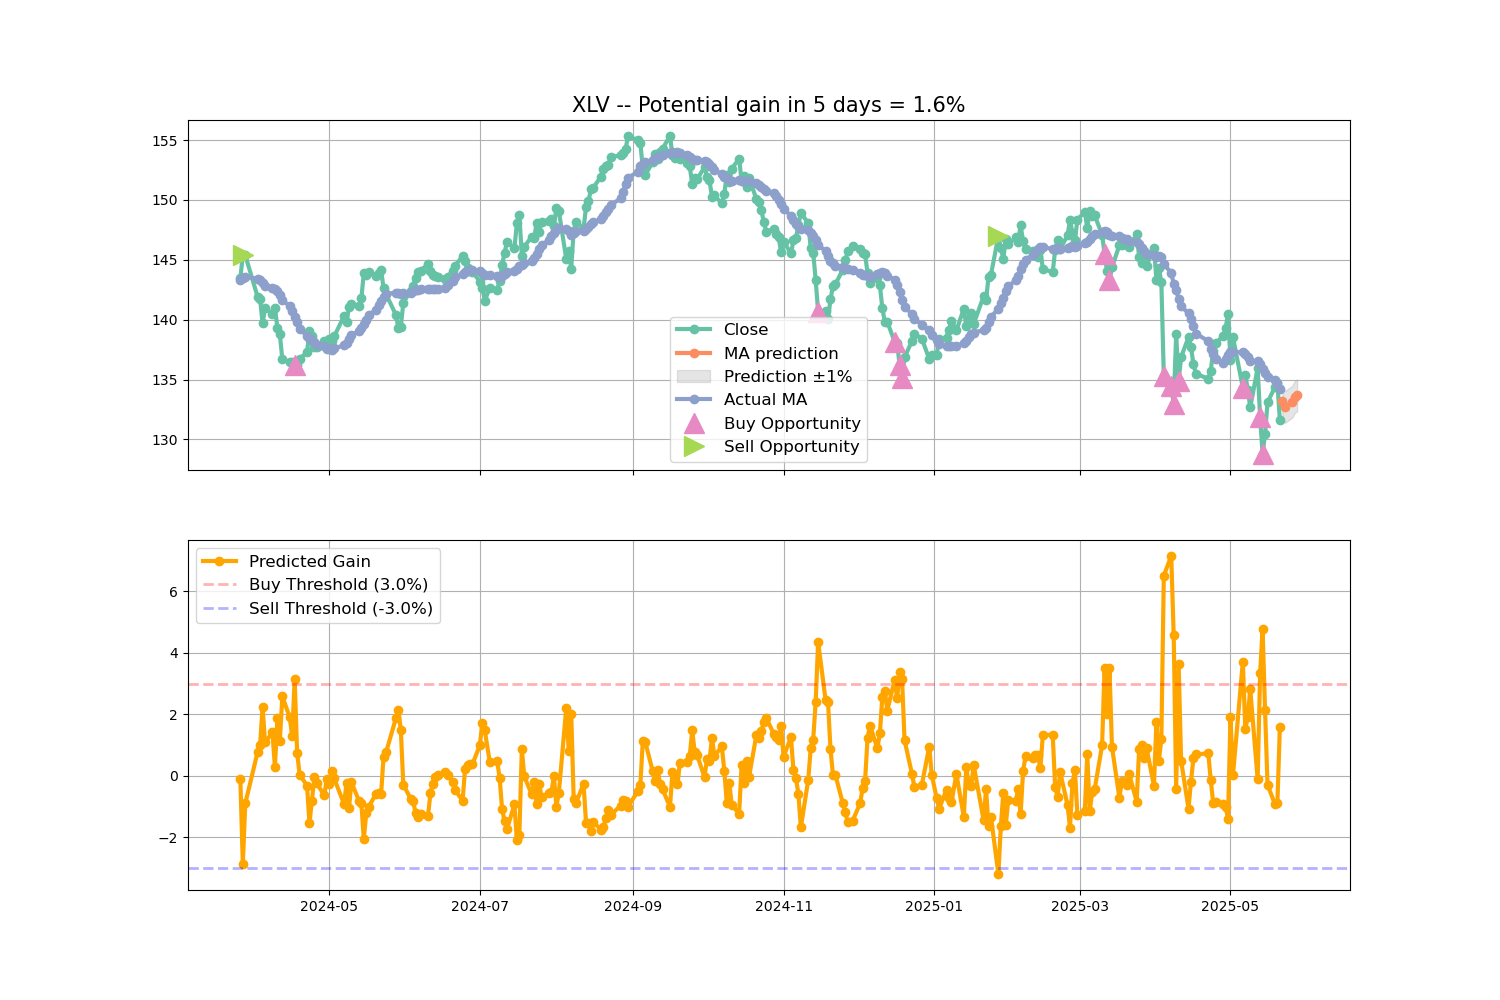 XLV -- Potential gain in 5 days = 1.6%
155
150
145
140
135
130
Close
MA prediction
Prediction ±1%
Actual MA
Buy Opportunity
Sell Opportunity
Predicted Gain
Buy Threshold (3.0%)
Sell Threshold (-3.0%)
6
4
2
0
−2
2024-05
2024-07
2024-09
2024-11
2025-01
2025-03
2025-05